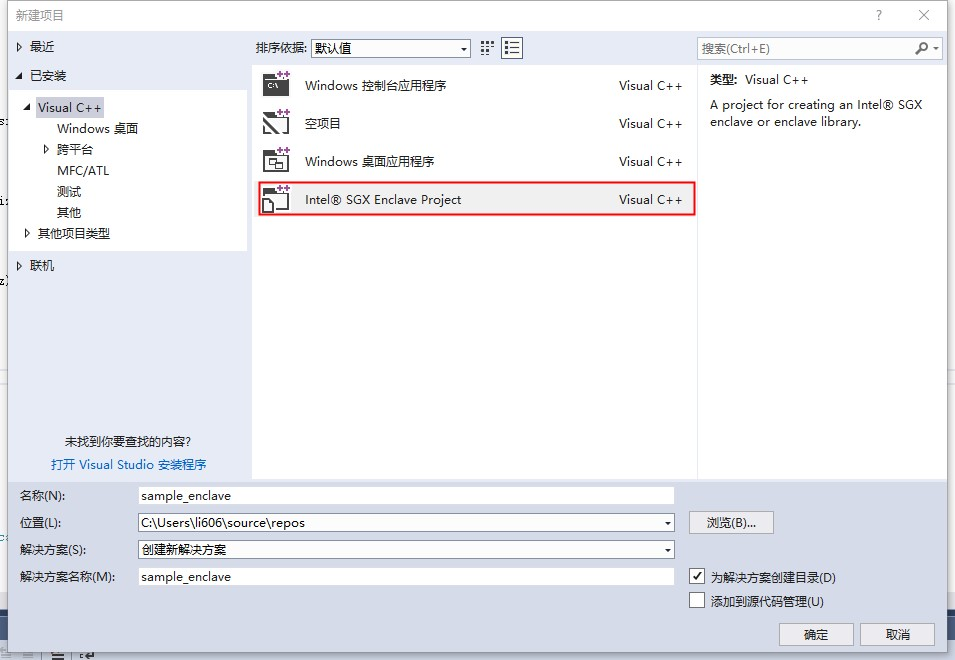 新建项目
?
最近
已安装
Visual C++
Windows 桌面
跨平台
MFC/ATL
测试
其他
其他项目类型
联机
未找到你要查找的内容?
打开 Visual Studio 安装程序
排序依据: 默认值
Windows 控制台应用程序 Visual C++
空项目 Visual C++
Windows 桌面应用程序 Visual C++
Intel® SGX Enclave Project Visual C++
搜索(Ctrl+E)
类型: Visual C++
A project for creating an Intel® SGX
enclave or enclave library.
名称(N): sample_enclave
位置(L): C:\Users\li606\source\repos
浏览(B)...
解决方案(S): 创建新解决方案
解决方案名称(M): sample_enclave
为解决方案创建目录(D)
添加到源代码管理(U)
确定 取消